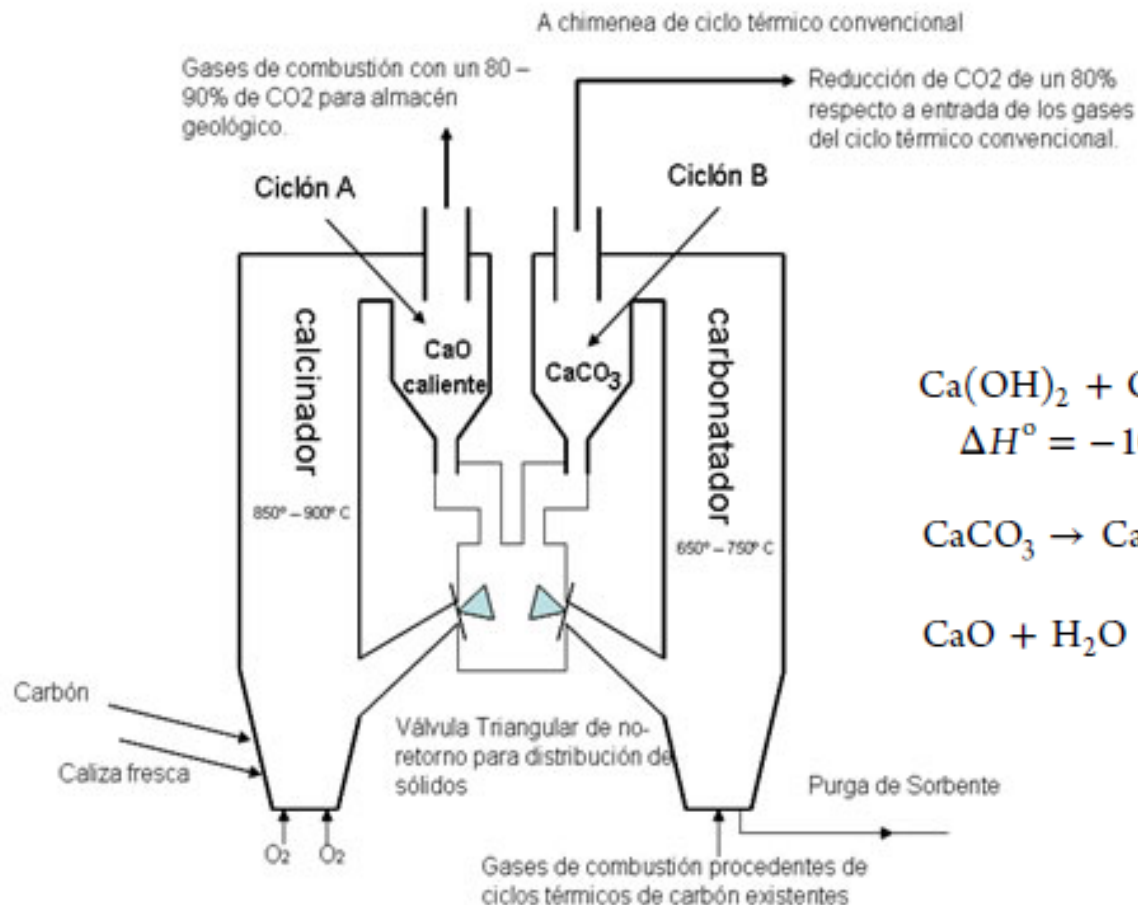 A chimenea de ciclo térmico convencional
Gases de combustión con un 80 –
90% de CO2 para almacén
geológico.
Reducción de CO2 de un 80%
respecto a entrada de los gases
del ciclo térmico convencional.
Ciclón A
Ciclón B
calcinador
850º – 900º C
CaO
caliente
CaCO₃
carbonatador
650º – 750º C
Ca(OH)₂ + C
ΔH° = −1
CaCO₃ → Ca
CaO + H₂O
Carbón
Caliza fresca
O₂ O₂
Válvula Triangular de no-
retorno para distribución de
sólidos
Purga de Sorbente
Gases de combustión procedentes de
ciclos térmicos de carbón existentes